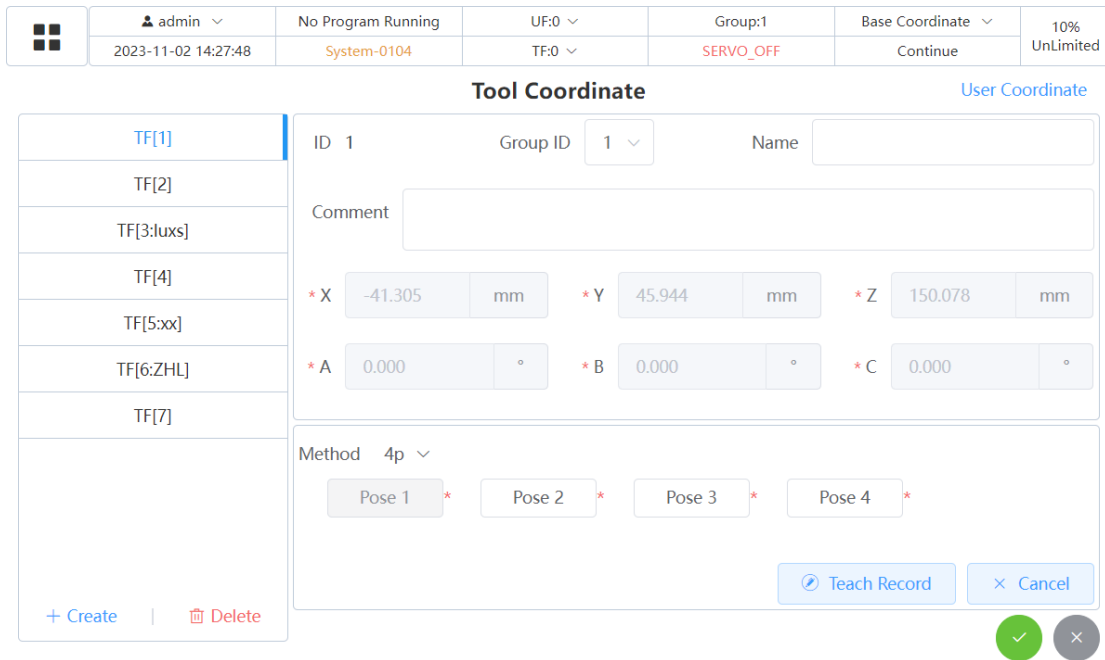 admin No Program Running UF:0 Group:1 Base Coordinate 10%
2023-11-02 14:27:48 System-0104 TF:0 SERVO_OFF Continue UnLimited
Tool Coordinate User Coordinate
TF[1]
TF[2]
TF[3:luxs]
TF[4]
TF[5:xx]
TF[6:ZHL]
TF[7]
+ Create | Delete
ID 1 Group ID 1 Name
Comment
* X -41.305 mm * Y 45.944 mm * Z 150.078 mm
* A 0.000 ° * B 0.000 ° * C 0.000 °
Method 4p
Pose 1 * Pose 2 * Pose 3 * Pose 4 *
Teach Record × Cancel